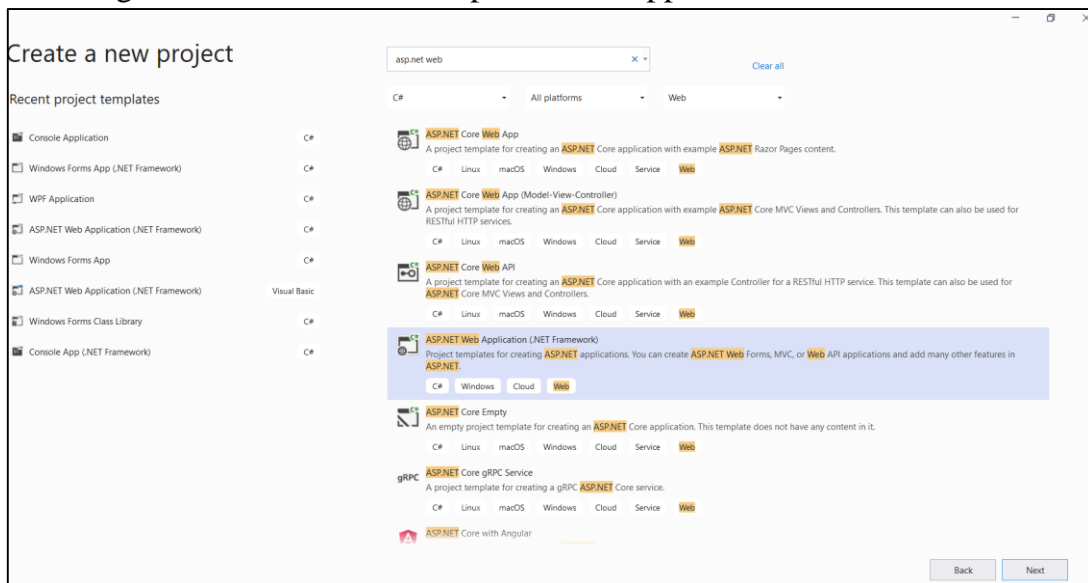 Create a new project
Recent project templates
Console Application C#
Windows Forms App (.NET Framework) C#
WPF Application C#
ASP.NET Web Application (.NET Framework) C#
Windows Forms App C#
ASP.NET Web Application (.NET Framework) Visual Basic
Windows Forms Class Library C#
Console App (.NET Framework) C#
asp.net web
Clear all
C# All platforms Web
ASP.NET Core Web App
A project template for creating an ASP.NET Core application with example ASP.NET Razor Pages content.
C# Linux macOS Windows Cloud Service Web
ASP.NET Core Web App (Model-View-Controller)
A project template for creating an ASP.NET Core application with example ASP.NET Core MVC Views and Controllers. This template can also be used for
RESTful HTTP services.
C# Linux macOS Windows Cloud Service Web
ASP.NET Core Web API
A project template for creating an ASP.NET Core application with an example Controller for a RESTful HTTP service. This template can also be used for
ASP.NET Core MVC Views and Controllers.
C# Linux macOS Windows Cloud Service Web
ASP.NET Web Application (.NET Framework)
Project templates for creating ASP.NET applications. You can create ASP.NET Web Forms, MVC, or Web API applications and add many other features in
ASP.NET.
C# Windows Cloud Web
ASP.NET Core Empty
An empty project template for creating an ASP.NET Core application. This template does not have any content in it.
C# Linux macOS Windows Cloud Service Web
gRPC ASP.NET Core gRPC Service
A project template for creating a gRPC ASP.NET Core service.
C# Linux macOS Windows Cloud Service Web
ASP.NET Core with Angular
Back Next